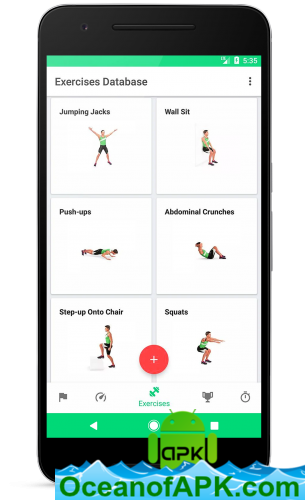 5:35
Exercises Database
Jumping Jacks
Wall Sit
Push-ups
Abdominal Crunches
Step-up Onto Chair
Squats
Exercises
apk
OceanofAPK.com